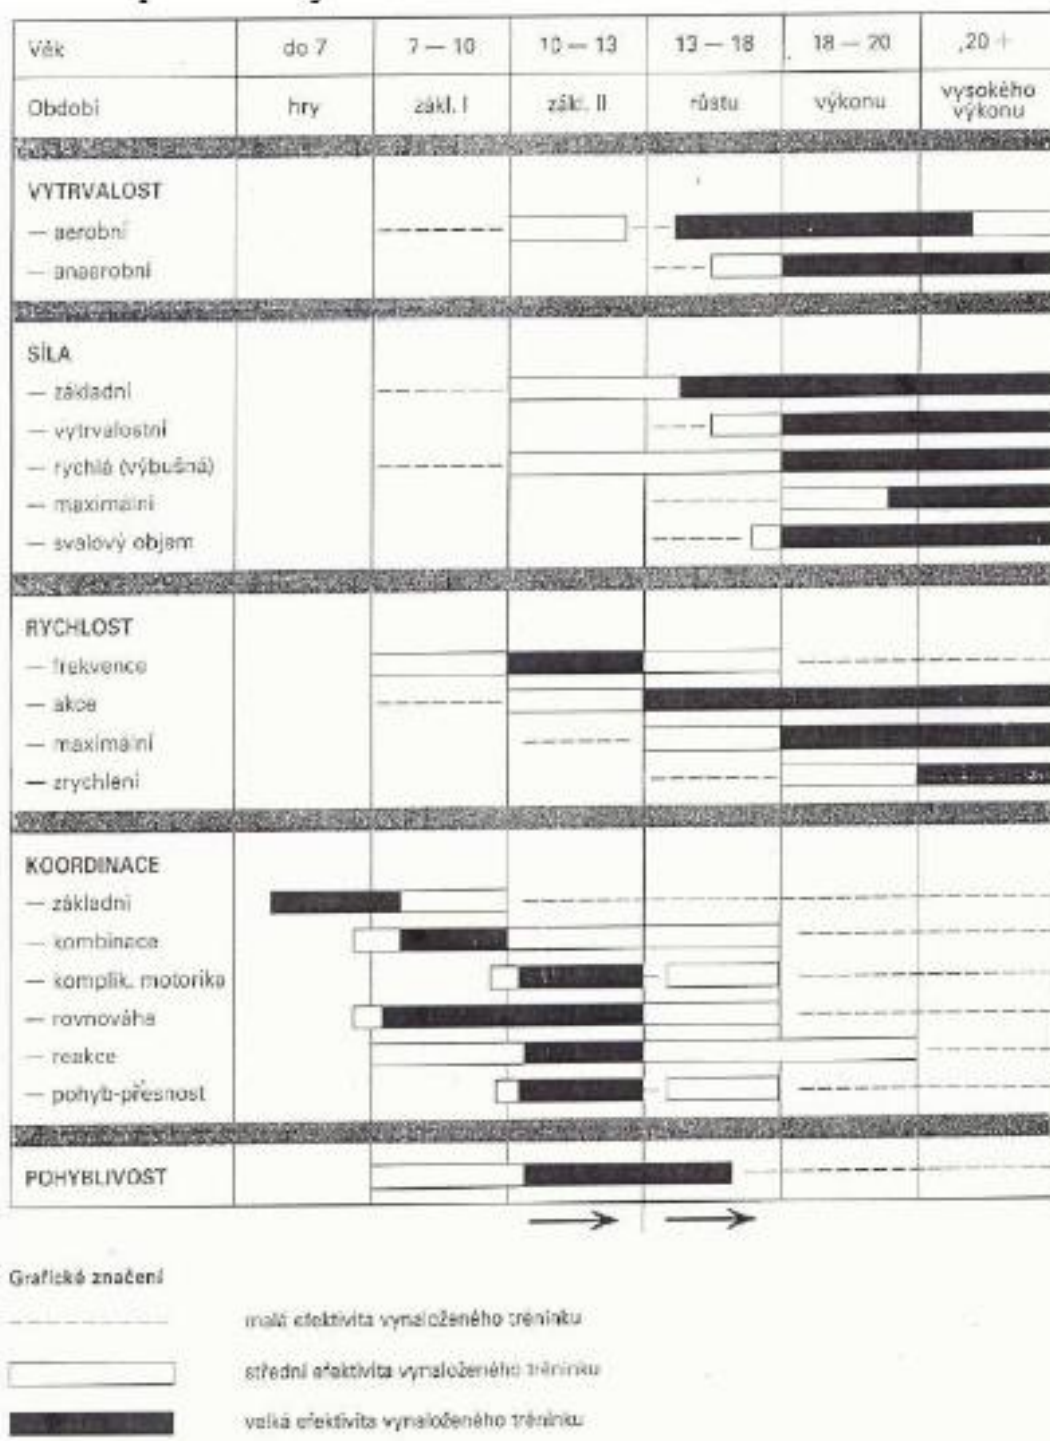 Věk do 7 7 — 10 10 — 13 13 — 18 18 — 20 20 +
Období hry zákl. I zákl. II růstu výkonu vysokého výkonu
VYTRVALOST
— aerobní
— anaerobní
SÍLA
— základní
— vytrvalostní
— rychlá (výbušná)
— maximální
— svalový objem
RYCHLOST
— frekvence
— akce
— maximální
— zrychlení
KOORDINACE
— základní
— kombinace
— komplik. motorika
— rovnováha
— reakce
— pohyb-přesnost
POHYBLIVOST
Grafické značení
malá efektivita vynaloženého tréninku
střední efektivita vynaloženého tréninku
velká efektivita vynaloženého tréninku